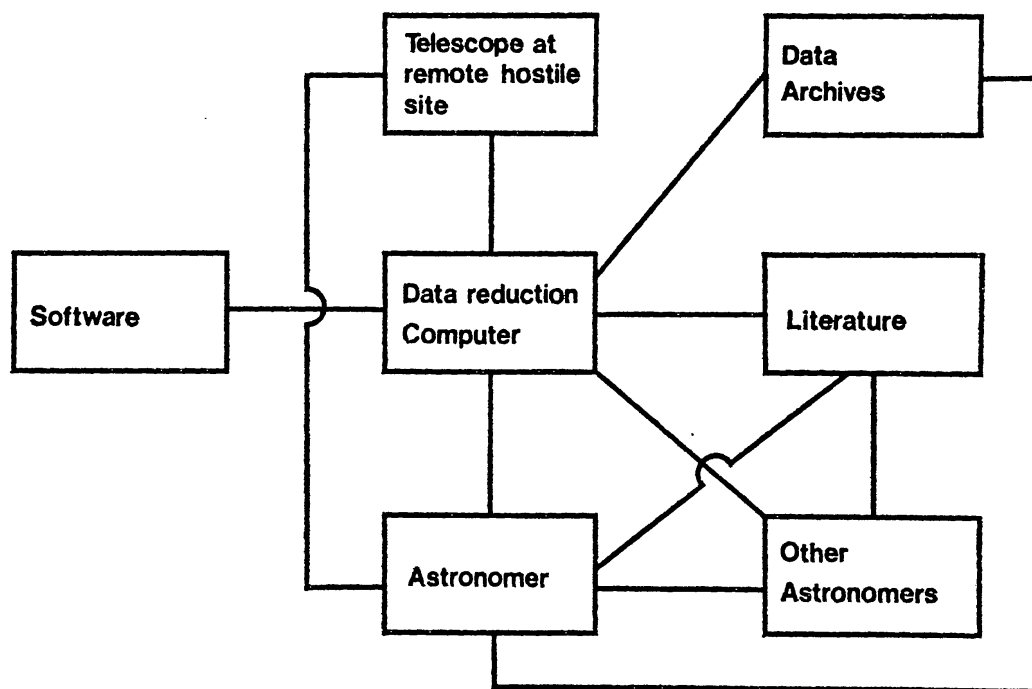 Telescope at
remote hostile
site
Data
Archives
Software
Data reduction
Computer
Literature
Astronomer
Other
Astronomers